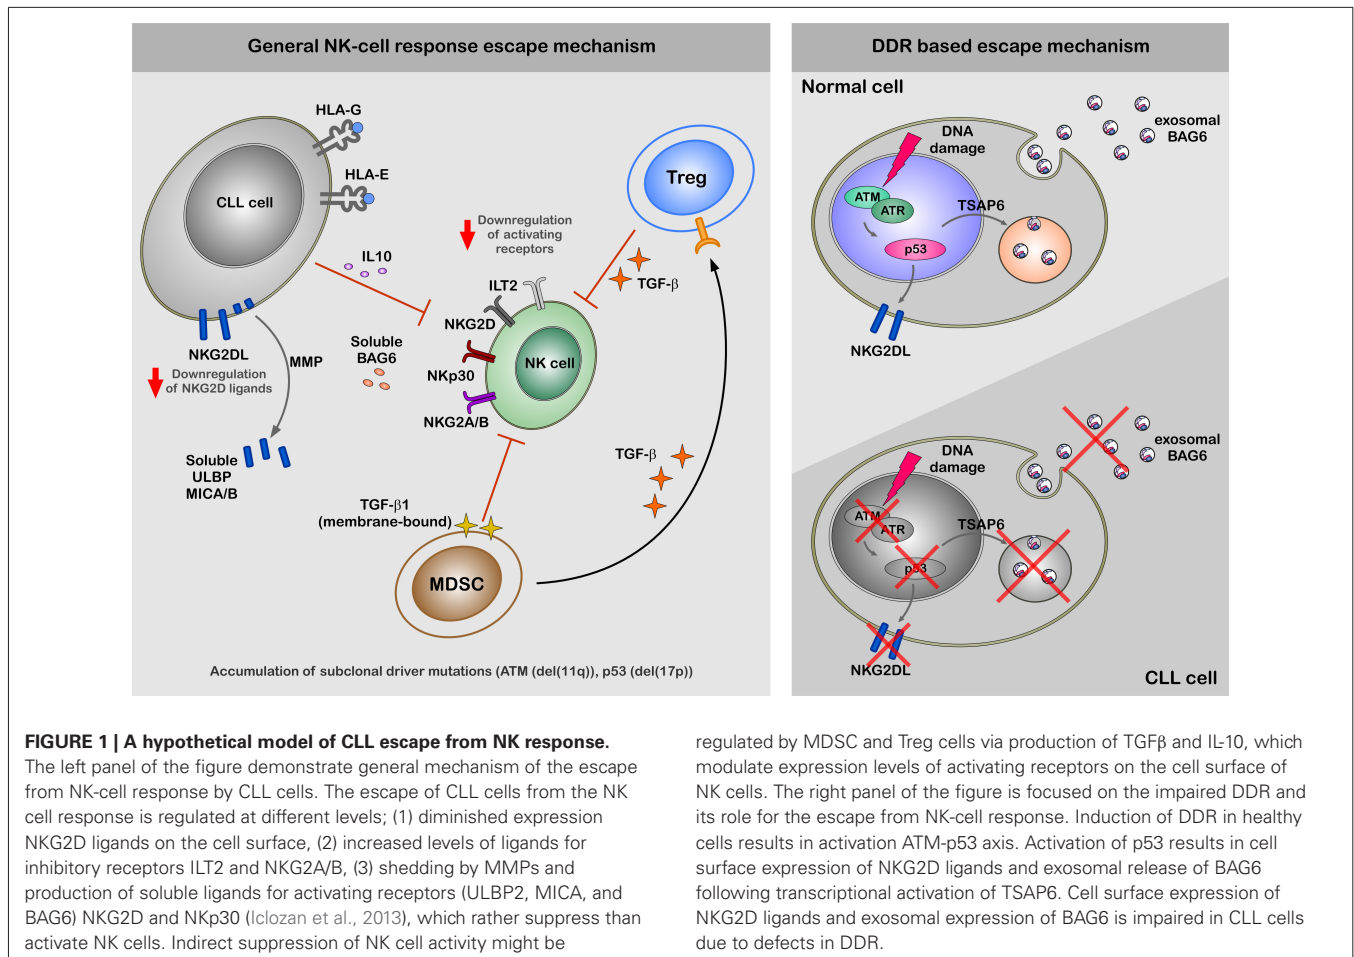 General NK-cell response escape mechanism
HLA-G
CLL cell
HLA-E
Treg
Downregulation
of activating
receptors
IL10
ILT2
TGF-β
NKG2D
NKG2DL
MMP
Soluble
BAG6
NK cell
Downregulation
of NKG2D ligands
NKp30
NKG2A/B
Soluble
ULBP
MICA/B
TGF-β
TGF-β1
(membrane-bound)
MDSC
Accumulation of subclonal driver mutations (ATM (del(11q)), p53 (del(17p))
DDR based escape mechanism
Normal cell
DNA
damage
exosomal
BAG6
ATM
ATR
TSAP6
p53
NKG2DL
DNA
damage
exosomal
BAG6
ATM
ATR
TSAP6
p53
NKG2DL
CLL cell
FIGURE 1 | A hypothetical model of CLL escape from NK response.
The left panel of the figure demonstrate general mechanism of the escape
from NK-cell response by CLL cells. The escape of CLL cells from the NK
cell response is regulated at different levels; (1) diminished expression
NKG2D ligands on the cell surface, (2) increased levels of ligands for
inhibitory receptors ILT2 and NKG2A/B, (3) shedding by MMPs and
production of soluble ligands for activating receptors (ULBP2, MICA, and
BAG6) NKG2D and NKp30 (Iclozan et al., 2013), which rather suppress than
activate NK cells. Indirect suppression of NK cell activity might be
regulated by MDSC and Treg cells via production of TGFβ and IL-10, which
modulate expression levels of activating receptors on the cell surface of
NK cells. The right panel of the figure is focused on the impaired DDR and
its role for the escape from NK-cell response. Induction of DDR in healthy
cells results in activation ATM-p53 axis. Activation of p53 results in cell
surface expression of NKG2D ligands and exosomal release of BAG6
following transcriptional activation of TSAP6. Cell surface expression of
NKG2D ligands and exosomal expression of BAG6 is impaired in CLL cells
due to defects in DDR.